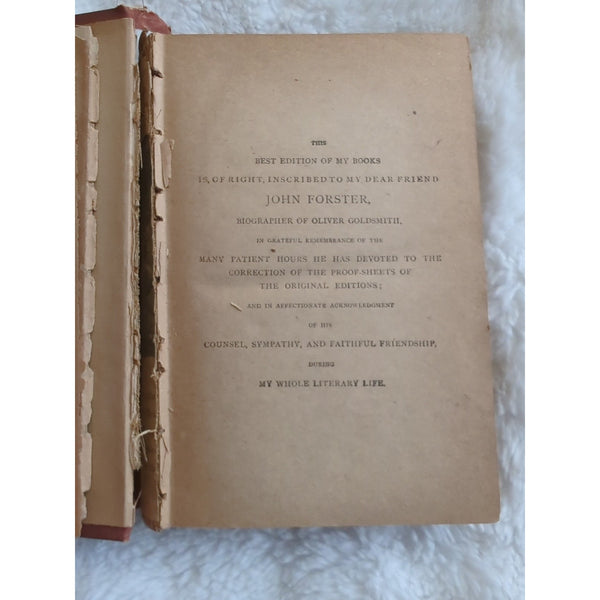 THIS
BEST EDITION OF MY BOOKS
IS, OF RIGHT, INSCRIBED TO MY DEAR FRIEND
JOHN FORSTER,
BIOGRAPHER OF OLIVER GOLDSMITH,
IN GRATEFUL REMEMBRANCE OF THE
MANY PATIENT HOURS HE HAS DEVOTED TO THE
CORRECTION OF THE PROOF-SHEETS OF
THE ORIGINAL EDITIONS;
AND IN AFFECTIONATE ACKNOWLEDGMENT
OF HIS
COUNSEL, SYMPATHY, AND FAITHFUL FRIENDSHIP,
DURING
MY WHOLE LITERARY LIFE.